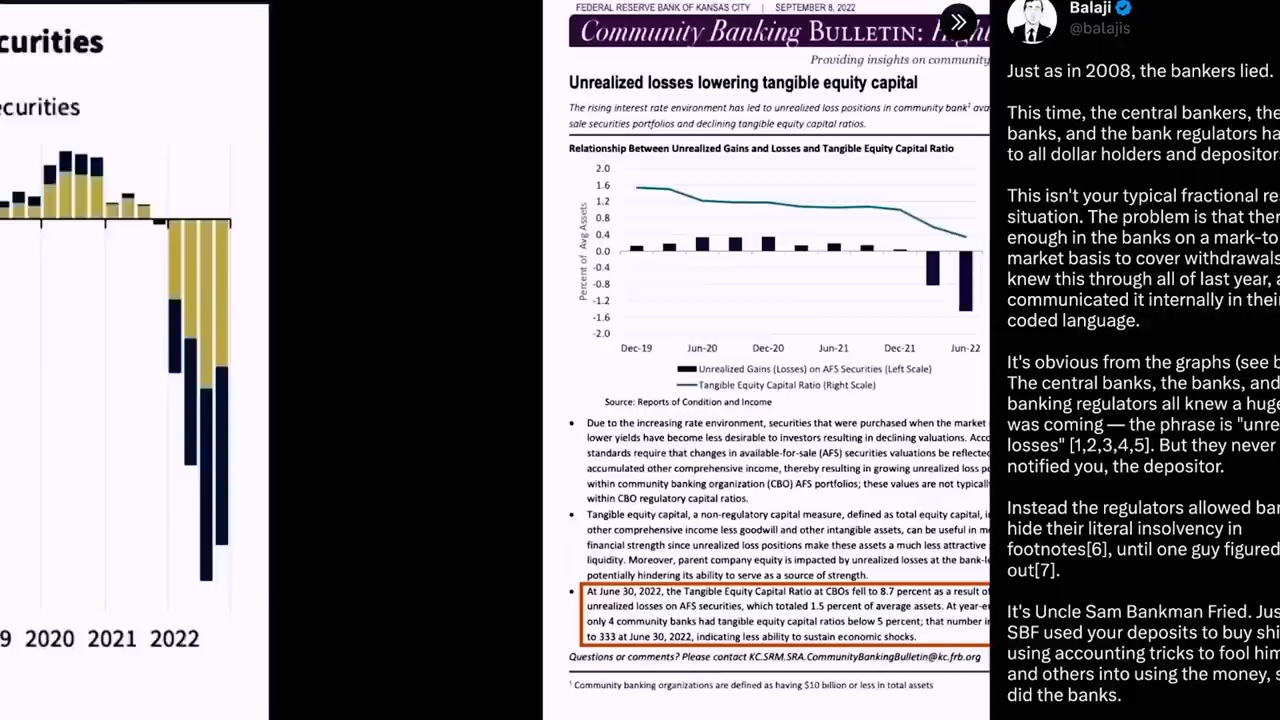 curities
ecurities
9 2020 2021 2022
FEDERAL RESERVE BANK OF KANSAS CITY | SEPTEMBER 8, 2022
Community Banking BULLETIN: High
Providing insights on community
Unrealized losses lowering tangible equity capital
The rising interest rate environment has led to unrealized loss positions in community bank¹ ava
sale securities portfolios and declining tangible equity capital ratios.
Relationship Between Unrealized Gains and Losses and Tangible Equity Capital Ratio
Percent of Avg Assets
2.0
1.6
1.2
0.8
0.4
0.0
-0.4
-0.8
-1.2
-1.6
-2.0
Dec-19 Jun-20 Dec-20 Jun-21 Dec-21 Jun-22
Unrealized Gains (Losses) on AFS Securities (Left Scale)
Tangible Equity Capital Ratio (Right Scale)
Source: Reports of Condition and Income
• Due to the increasing rate environment, securities that were purchased when the market
lower yields have become less desirable to investors resulting in declining valuations. Acco
standards require that changes in available-for-sale (AFS) securities valuations be reflected
accumulated other comprehensive income, thereby resulting in growing unrealized loss po
within community banking organization (CBO) AFS portfolios; these values are not typicall
within CBO regulatory capital ratios.
• Tangible equity capital, a non-regulatory capital measure, defined as total equity capital, in
other comprehensive income less goodwill and other intangible assets, can be useful in me
financial strength since unrealized loss positions make these assets a much less attractive s
liquidity. Moreover, parent company equity is impacted by unrealized losses at the bank-le
potentially hindering its ability to serve as a source of strength.
• At June 30, 2022, the Tangible Equity Capital Ratio at CBOs fell to 8.7 percent as a result of
unrealized losses on AFS securities, which totaled 1.5 percent of average assets. At year-en
only 4 community banks had tangible equity capital ratios below 5 percent; that number in
to 333 at June 30, 2022, indicating less ability to sustain economic shocks.
Questions or comments? Please contact KC.SRM.SRA.CommunityBankingBulletin@kc.frb.org
¹ Community banking organizations are defined as having $10 billion or less in total assets
Balaji
@balajis
Just as in 2008, the bankers lied.
This time, the central bankers, the
banks, and the bank regulators ha
to all dollar holders and depositor
This isn't your typical fractional re
situation. The problem is that ther
enough in the banks on a mark-to
market basis to cover withdrawals
knew this through all of last year, a
communicated it internally in their
coded language.
It's obvious from the graphs (see b
The central banks, the banks, and
banking regulators all knew a huge
was coming — the phrase is "unre
losses" [1,2,3,4,5]. But they never
notified you, the depositor.
Instead the regulators allowed ban
hide their literal insolvency in
footnotes[6], until one guy figured
out[7].
It's Uncle Sam Bankman Fried. Jus
SBF used your deposits to buy shi
using accounting tricks to fool him
and others into using the money, s
did the banks.